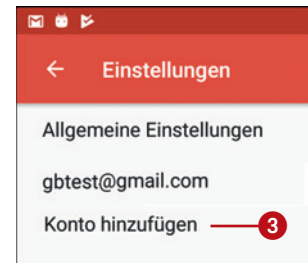 Einstellungen
Allgemeine Einstellungen
gbtest@gmail.com
Konto hinzufügen 3